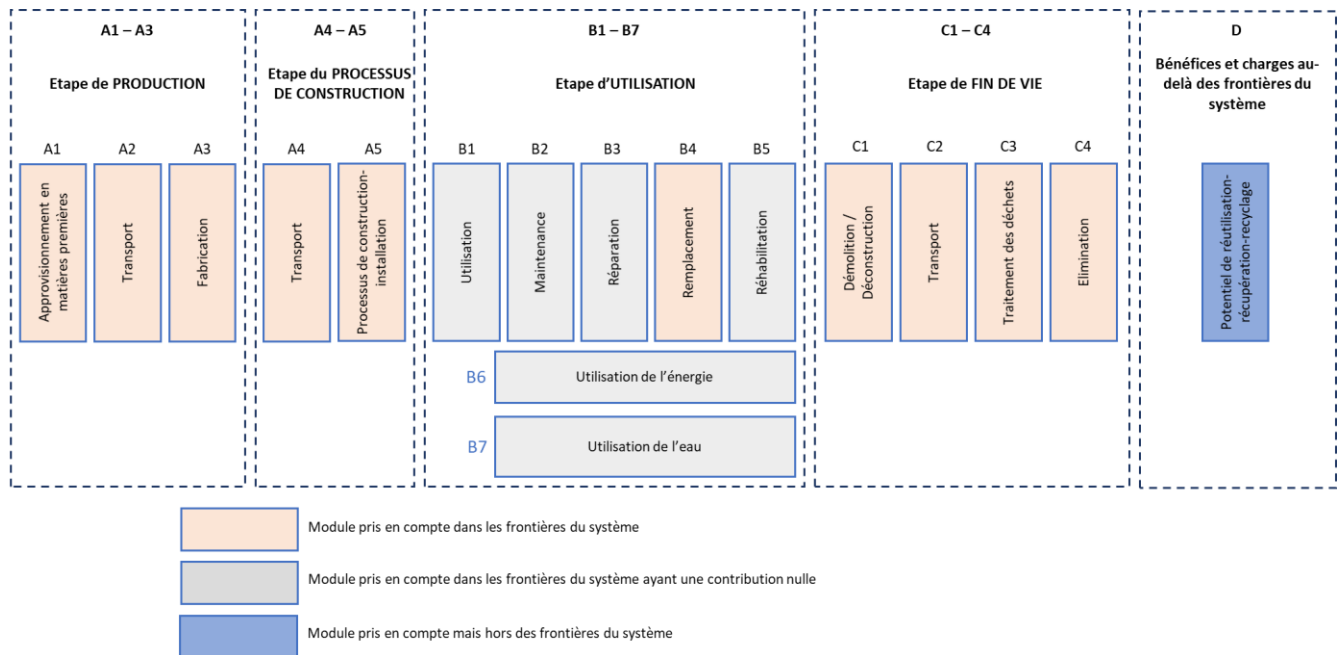 A1 – A3
Etape de PRODUCTION
A1
A2
A3
Approvisionnement en
matières premières
Transport
Fabrication
A4 – A5
Etape du PROCESSUS
DE CONSTRUCTION
A4
A5
Transport
Processus de construction-
installation
B1 – B7
Etape d’UTILISATION
B1
B2
B3
B4
B5
Utilisation
Maintenance
Réparation
Remplacement
Réhabilitation
B6
Utilisation de l’énergie
B7
Utilisation de l’eau
C1 – C4
Etape de FIN DE VIE
C1
C2
C3
C4
Démolition /
Déconstruction
Transport
Traitement des déchets
Elimination
D
Bénéfices et charges au-
delà des frontières du
système
Potentiel de réutilisation-
récupération-recyclage
Module pris en compte dans les frontières du système
Module pris en compte dans les frontières du système ayant une contribution nulle
Module pris en compte mais hors des frontières du système